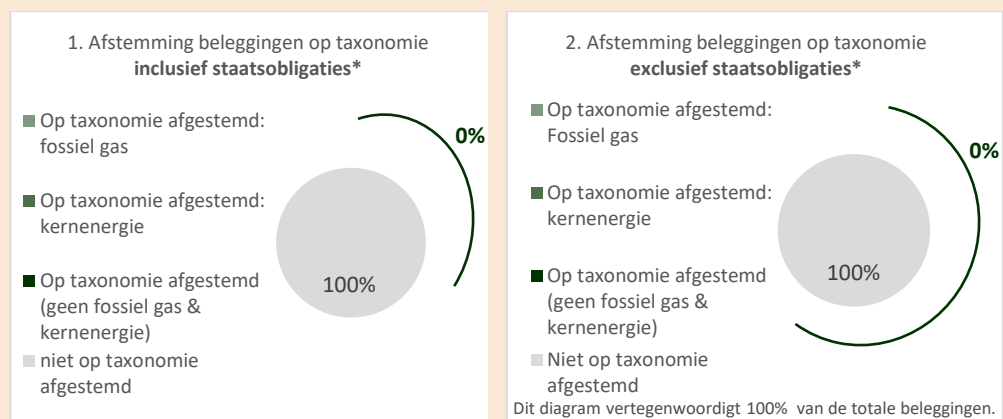 1. Afstemming beleggingen op taxonomie
inclusief staatsobligaties*
Op taxonomie afgestemd:
fossiel gas
Op taxonomie afgestemd:
kernenergie
Op taxonomie afgestemd
(geen fossiel gas &
kernenergie)
niet op taxonomie
afgestemd
0%
100%
2. Afstemming beleggingen op taxonomie
exclusief staatsobligaties*
Op taxonomie afgestemd:
Fossiel gas
Op taxonomie afgestemd:
kernenergie
Op taxonomie afgestemd
(geen fossiel gas &
kernenergie)
Niet op taxonomie
afgestemd
0%
100%
Dit diagram vertegenwoordigt 100% van de totale beleggingen.